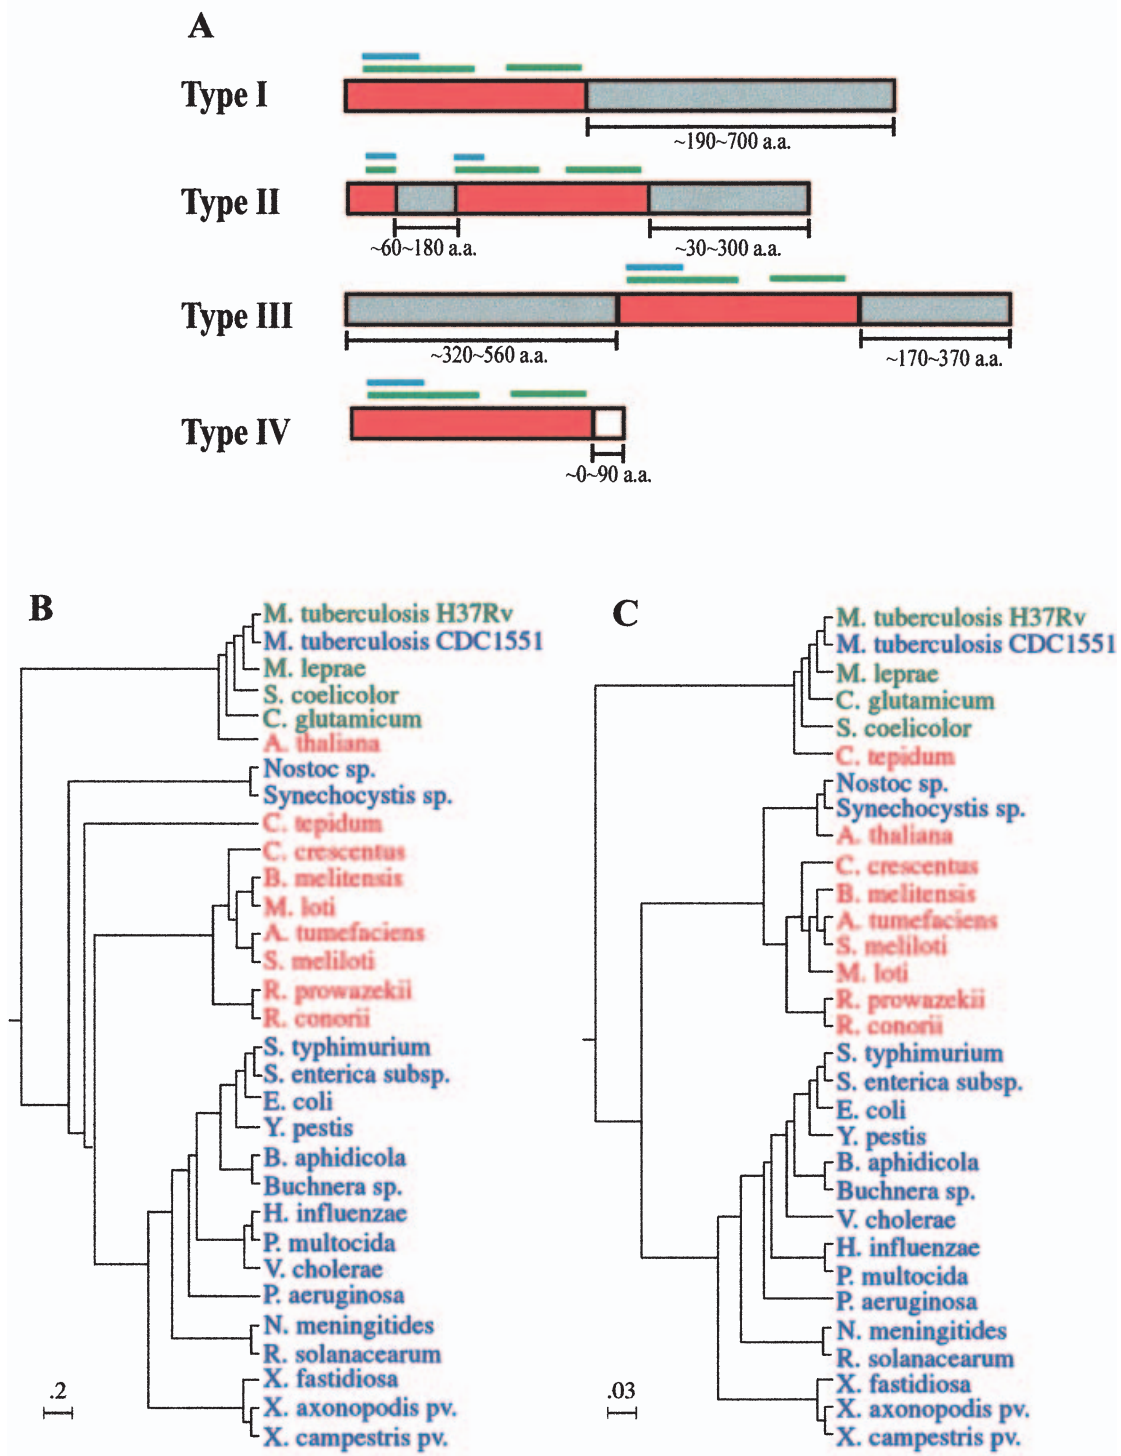 A
Type I
~190~700 a.a.
Type II
~60~180 a.a.
~30~300 a.a.
Type III
~320~560 a.a.
~170~370 a.a.
Type IV
~0~90 a.a.
B
M. tuberculosis H37Rv
M. tuberculosis CDC1551
M. leprae
S. coelicolor
C. glutamicum
A. thaliana
Nostoc sp.
Synechocystis sp.
C. tepidum
C. crescentus
B. melitensis
M. loti
A. tumefaciens
S. meliloti
R. prowazekii
R. conorii
S. typhimurium
S. enterica subsp.
E. coli
Y. pestis
B. aphidicola
Buchnera sp.
H. influenzae
P. multocida
V. cholerae
P. aeruginosa
N. meningitides
R. solanacearum
X. fastidiosa
X. axonopodis pv.
X. campestris pv.
.2
C
M. tuberculosis H37Rv
M. tuberculosis CDC1551
M. leprae
C. glutamicum
S. coelicolor
C. tepidum
Nostoc sp.
Synechocystis sp.
A. thaliana
C. crescentus
B. melitensis
A. tumefaciens
S. meliloti
M. loti
R. prowazekii
R. conorii
S. typhimurium
S. enterica subsp.
E. coli
Y. pestis
B. aphidicola
Buchnera sp.
V. cholerae
H. influenzae
P. multocida
P. aeruginosa
N. meningitides
R. solanacearum
X. fastidiosa
X. axonopodis pv.
X. campestris pv.
.03